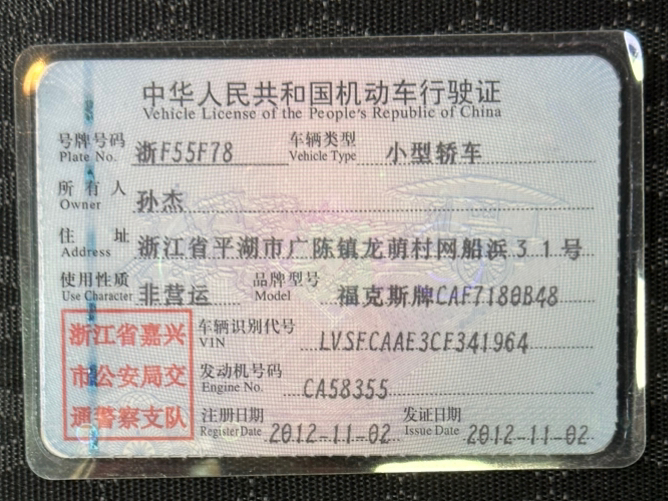 中华人民共和国机动车行驶证
Vehicle License of the People's Republic of China
号牌号码 浙F55F78 车辆类型 小型轿车
Plate No. Vehicle Type
所有人 孙杰
Owner
住址 浙江省平湖市广陈镇龙萌村网船浜31号
Address
使用性质 非营运 品牌型号 福克斯牌CAF7180B48
Use Character Model
浙江省嘉兴
市公安局交
通警察支队
车辆识别代号 LVSFCAAE3CF341964
VIN
发动机号码 CA58355
Engine No.
注册日期 2012-11-02 发证日期 2012-11-02
Register Date Issue Date